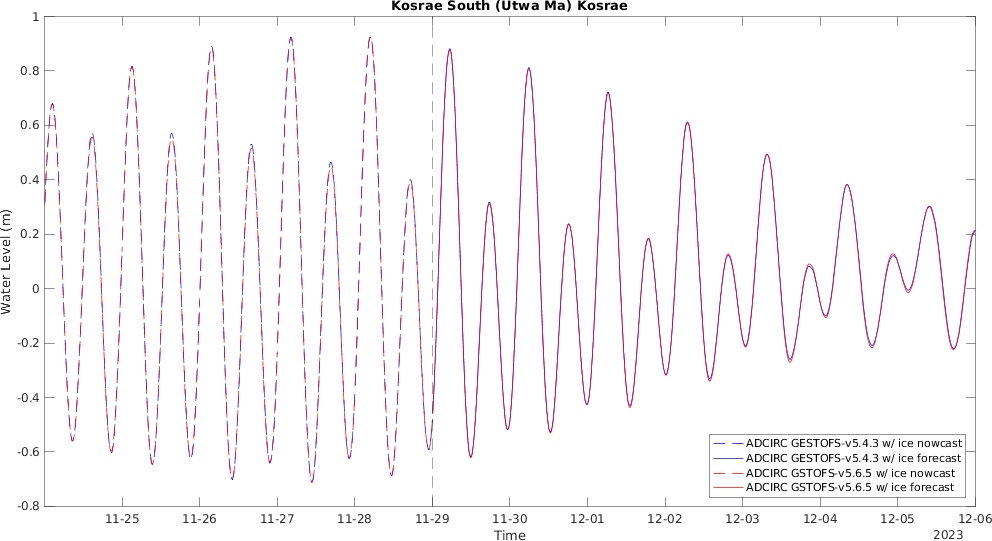 Kosrae South (Utwa Ma) Kosrae
1
0.8
0.6
0.4
0.2
0
-0.2
-0.4
-0.6
-0.8
Water Level (m)
11-25 11-26 11-27 11-28 11-29 11-30 12-01 12-02 12-03 12-04 12-05 12-06
Time
2023
ADCIRC GESTOFS-v5.4.3 w/ ice nowcast
ADCIRC GESTOFS-v5.4.3 w/ ice forecast
ADCIRC GSTOFS-v5.6.5 w/ ice nowcast
ADCIRC GSTOFS-v5.6.5 w/ ice forecast